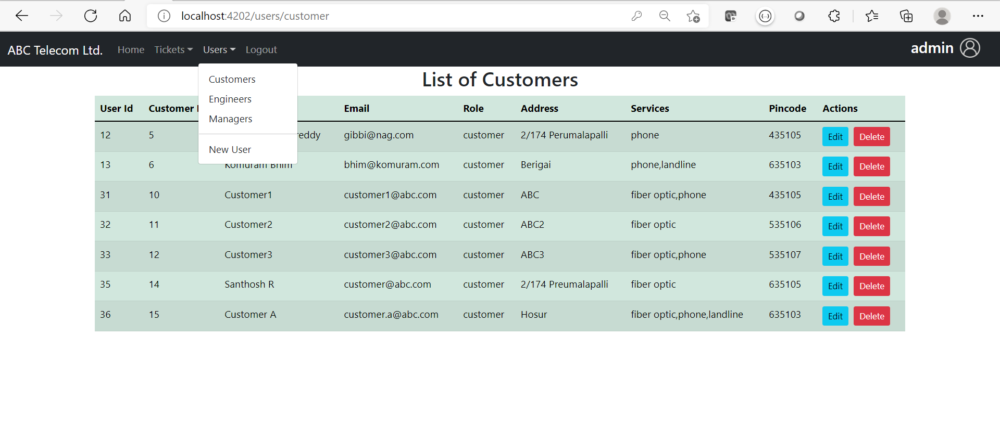 localhost:4202/users/customer
ABC Telecom Ltd. Home Tickets Users Logout admin
Customers
Engineers
Managers
New User
List of Customers
User Id Customer Email Role Address Services Pincode Actions
12 5 reddy gibbi@nag.com customer 2/174 Perumalapalli phone 435105 Edit Delete
13 6 Komuram Bhim bhim@komuram.com customer Berigai phone,landline 635103 Edit Delete
31 10 Customer1 customer1@abc.com customer ABC fiber optic,phone 435105 Edit Delete
32 11 Customer2 customer2@abc.com customer ABC2 fiber optic 535106 Edit Delete
33 12 Customer3 customer3@abc.com customer ABC3 fiber optic,phone 535107 Edit Delete
35 14 Santhosh R customer@abc.com customer 2/174 Preumalapalli fiber optic 635105 Edit Delete
36 15 Customer A customer.a@abc.com customer Hosur fiber optic,phone,landline 635103 Edit Delete